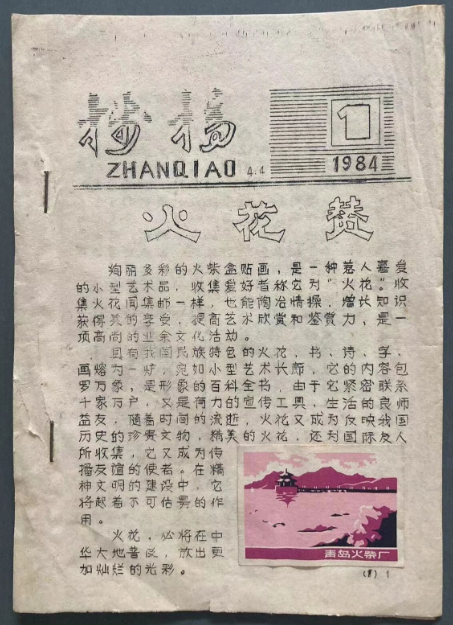 栈桥
ZHANQIAO 4.4
1
1984
火花赞
绚丽多彩的火柴盒贴画，是一种惹人喜爱
的小型艺术品，收集爱好者称它为“火花。”收
集火花同集邮一样，也能陶冶情操，增长知识
获得美的享受，提高艺术欣赏和鉴赏力，是一
项高尚的业余文化活动。
具有我国民族特色的火花，书、诗、学、
画熔为一炉，宛如小型艺术长廊，它的内容包
罗万象，是形象的百科全书，由于它紧密联系
千家万户，又是得力的宣传工具、生活的良师
益友，随着时间的流逝，火花又成为反映我国
历史的珍贵文物，精美的火花，还为国际友人
所收集，它又成为传
播友谊的使者。在精
神文明的建设中，它
将起着不可估量的作
用。
火花，必将在中
华大地普及，放出更
加灿烂的光彩。
青岛火柴厂
1